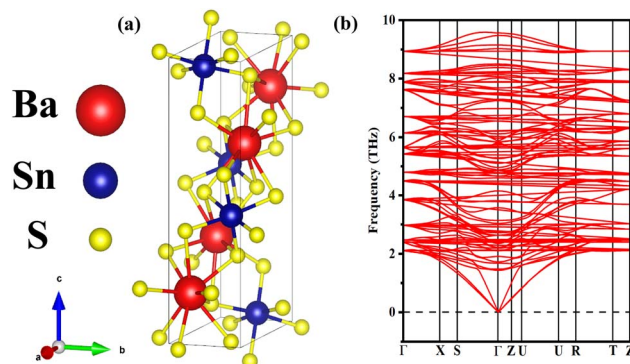 (a)
Ba
Sn
S
c
a
b
(b)
Frequency (THz)
10
8
6
4
2
0
Γ X S Γ Z U U R T Z